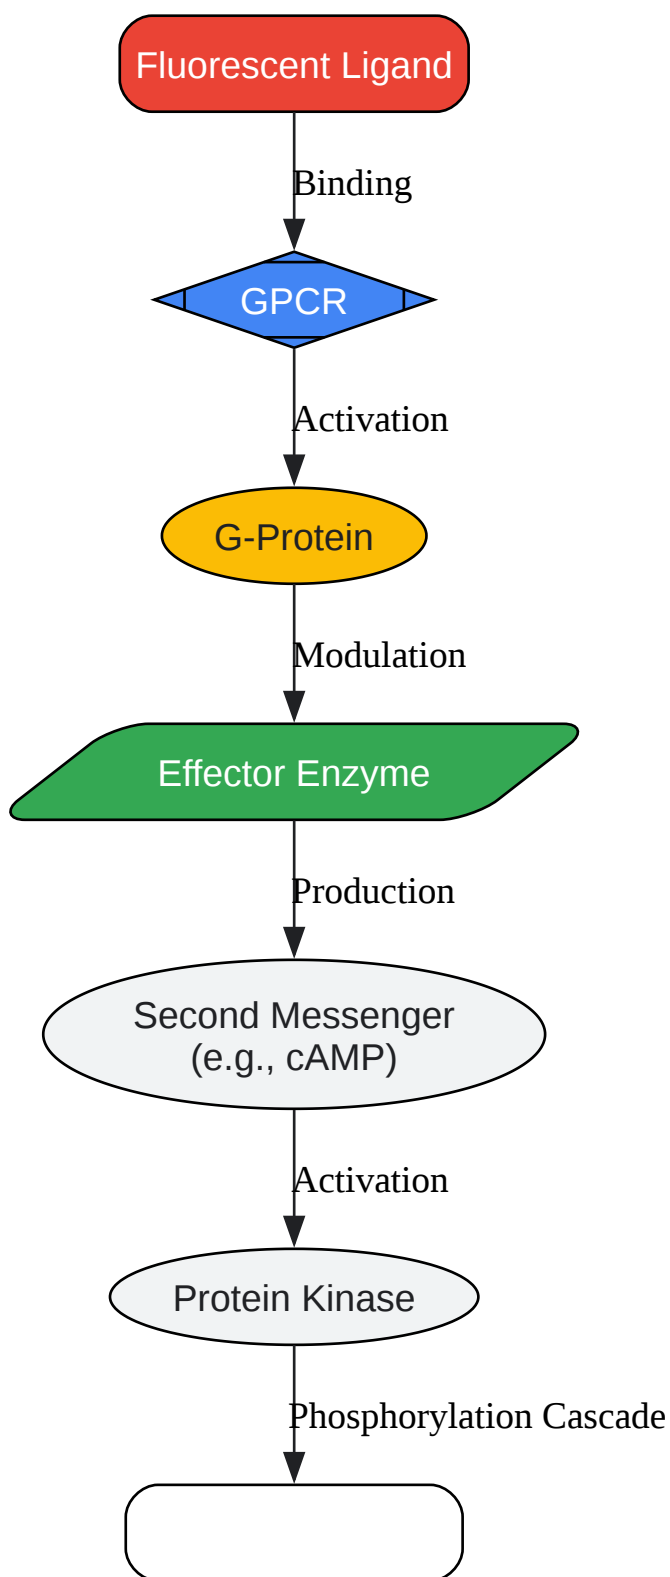 Fluorescent Ligand
Binding
GPCR
Activation
G-Protein
Modulation
Effector Enzyme
Production
Second Messenger
(e.g., cAMP)
Activation
Protein Kinase
Phosphorylation Cascade